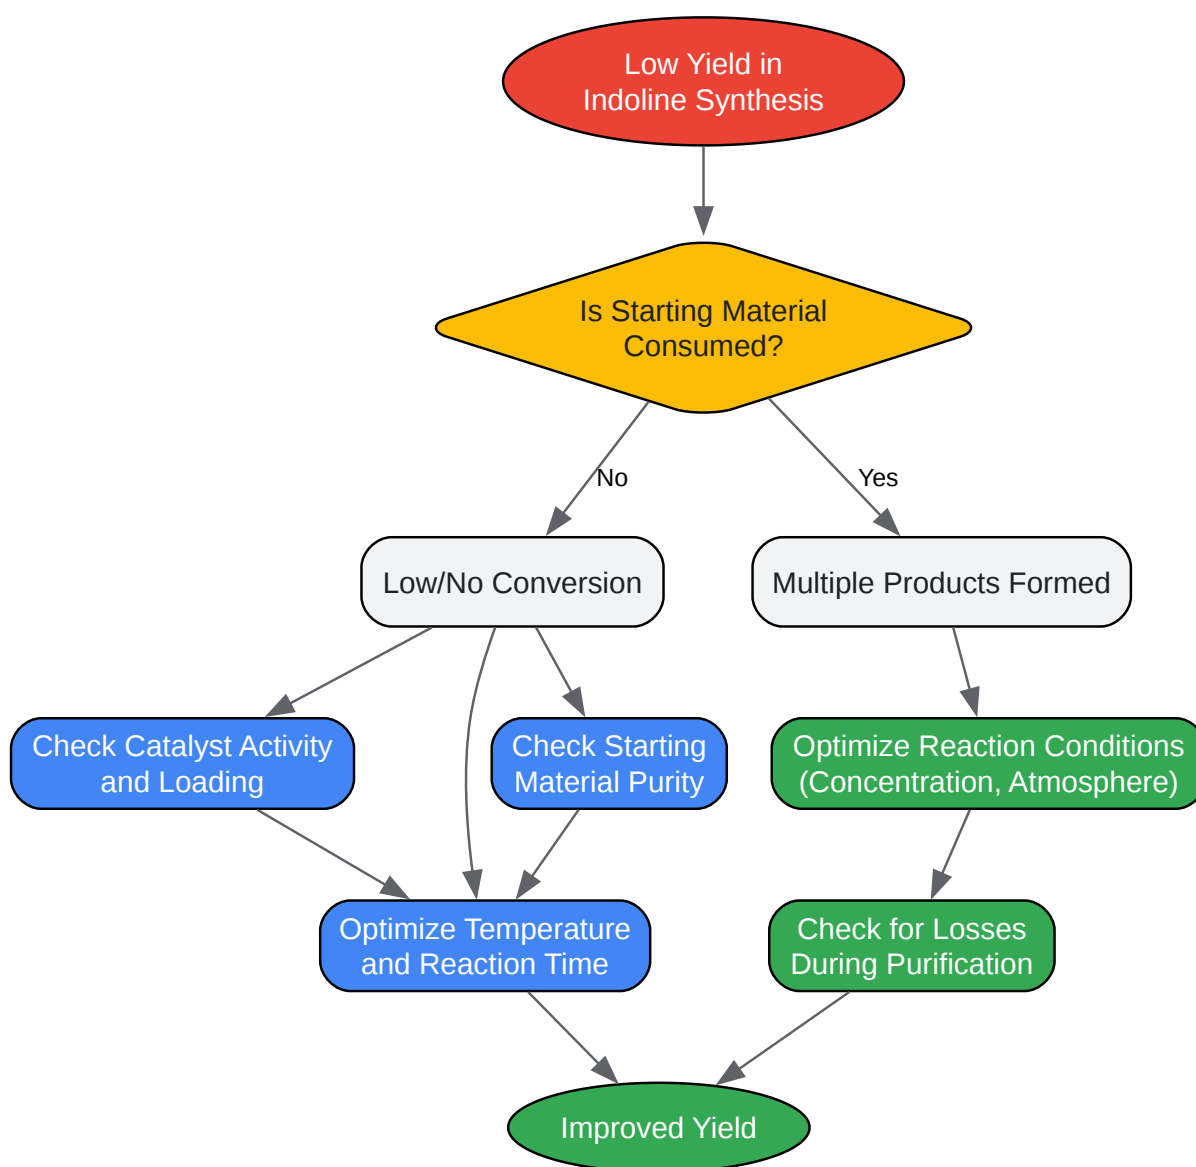 Low Yield in
Indoline Synthesis
Is Starting Material
Consumed?
No
Yes
Low/No Conversion
Multiple Products Formed
Check Catalyst Activity
and Loading
Check Starting
Material Purity
Optimize Reaction Conditions
(Concentration, Atmosphere)
Optimize Temperature
and Reaction Time
Check for Losses
During Purification
Improved Yield